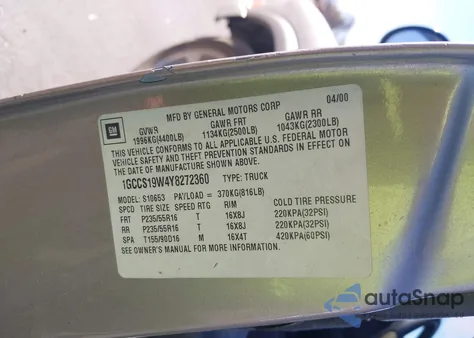 MFD BY GENERAL MOTORS CORP 04/00
GM GVWR GAWR FRT GAWR RR
1996KG(4400LB) 1134KG(2500LB) 1043KG(2300LB)
THIS VEHICLE CONFORMS TO ALL APPLICABLE U.S. FEDERAL MOTOR
VEHICLE SAFETY AND THEFT PREVENTION STANDARDS IN EFFECT ON
THE DATE OF MANUFACTURE SHOWN ABOVE.
1GCCS19W4Y8272360 TYPE: TRUCK
MODEL: S10653 PAYLOAD = 370KG(816LB)
SPCO TIRE SIZE SPEED RTG RIM COLD TIRE PRESSURE
FRT P235/55R16 T 16X8J 220KPA(32PSI)
RR P235/55R16 T 16X8J 220KPA(32PSI)
SPA T155/90D16 M 16X4T 420KPA(60PSI)
SEE OWNER'S MANUAL FOR MORE INFORMATION.
autoSnap